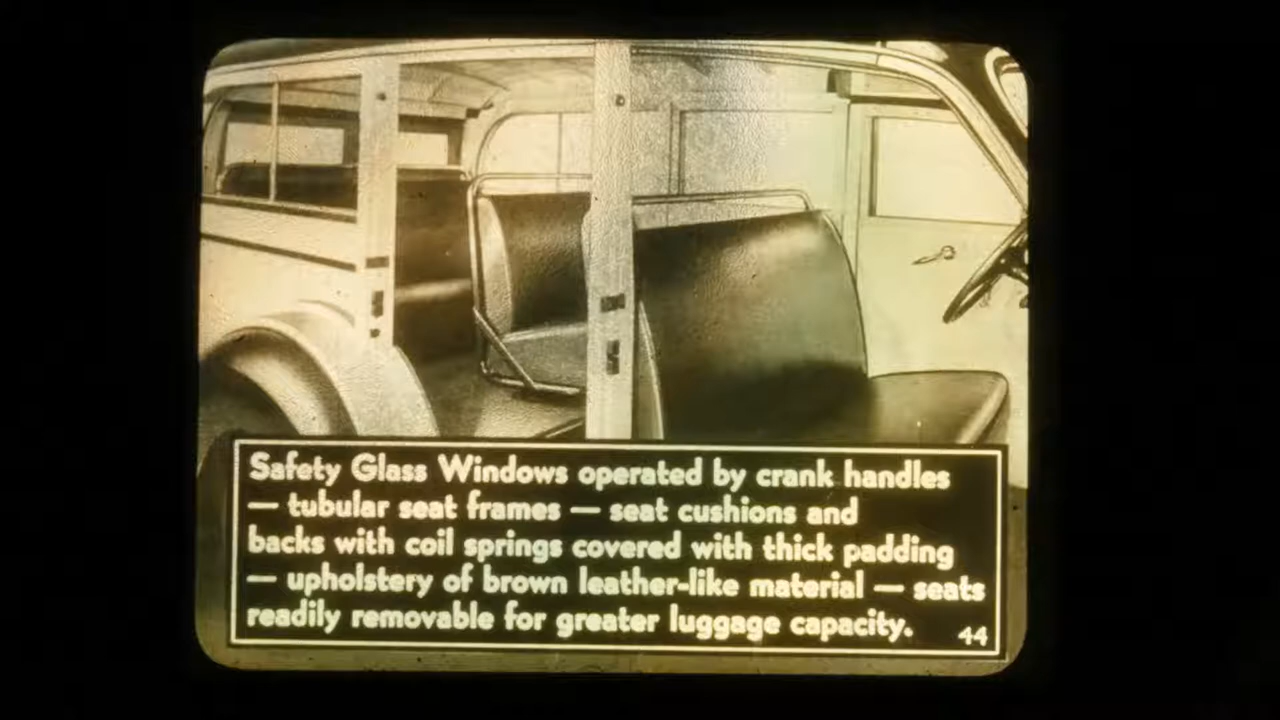 Safety Glass Windows operated by crank handles
— tubular seat frames — seat cushions and
backs with coil springs covered with thick padding
— upholstery of brown leather-like material — seats
readily removable for greater luggage capacity.
44